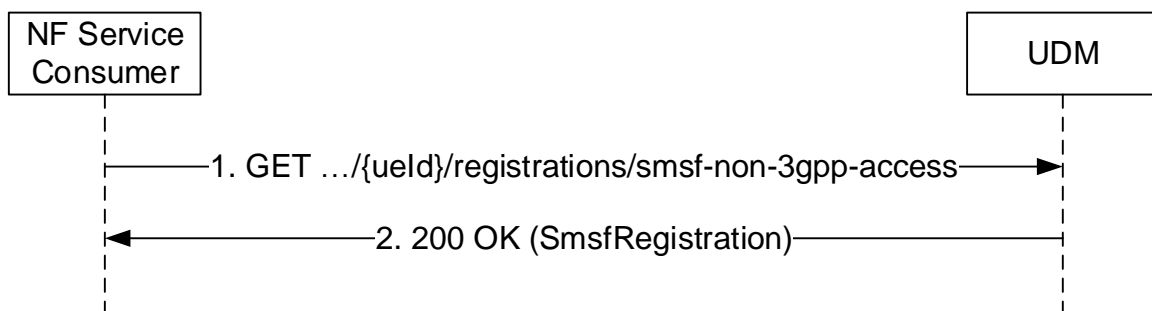 NF Service
Consumer
UDM
1. GET …/{ueId}/registrations/smsf-non-3gpp-access
2. 200 OK (SmsfRegistration)